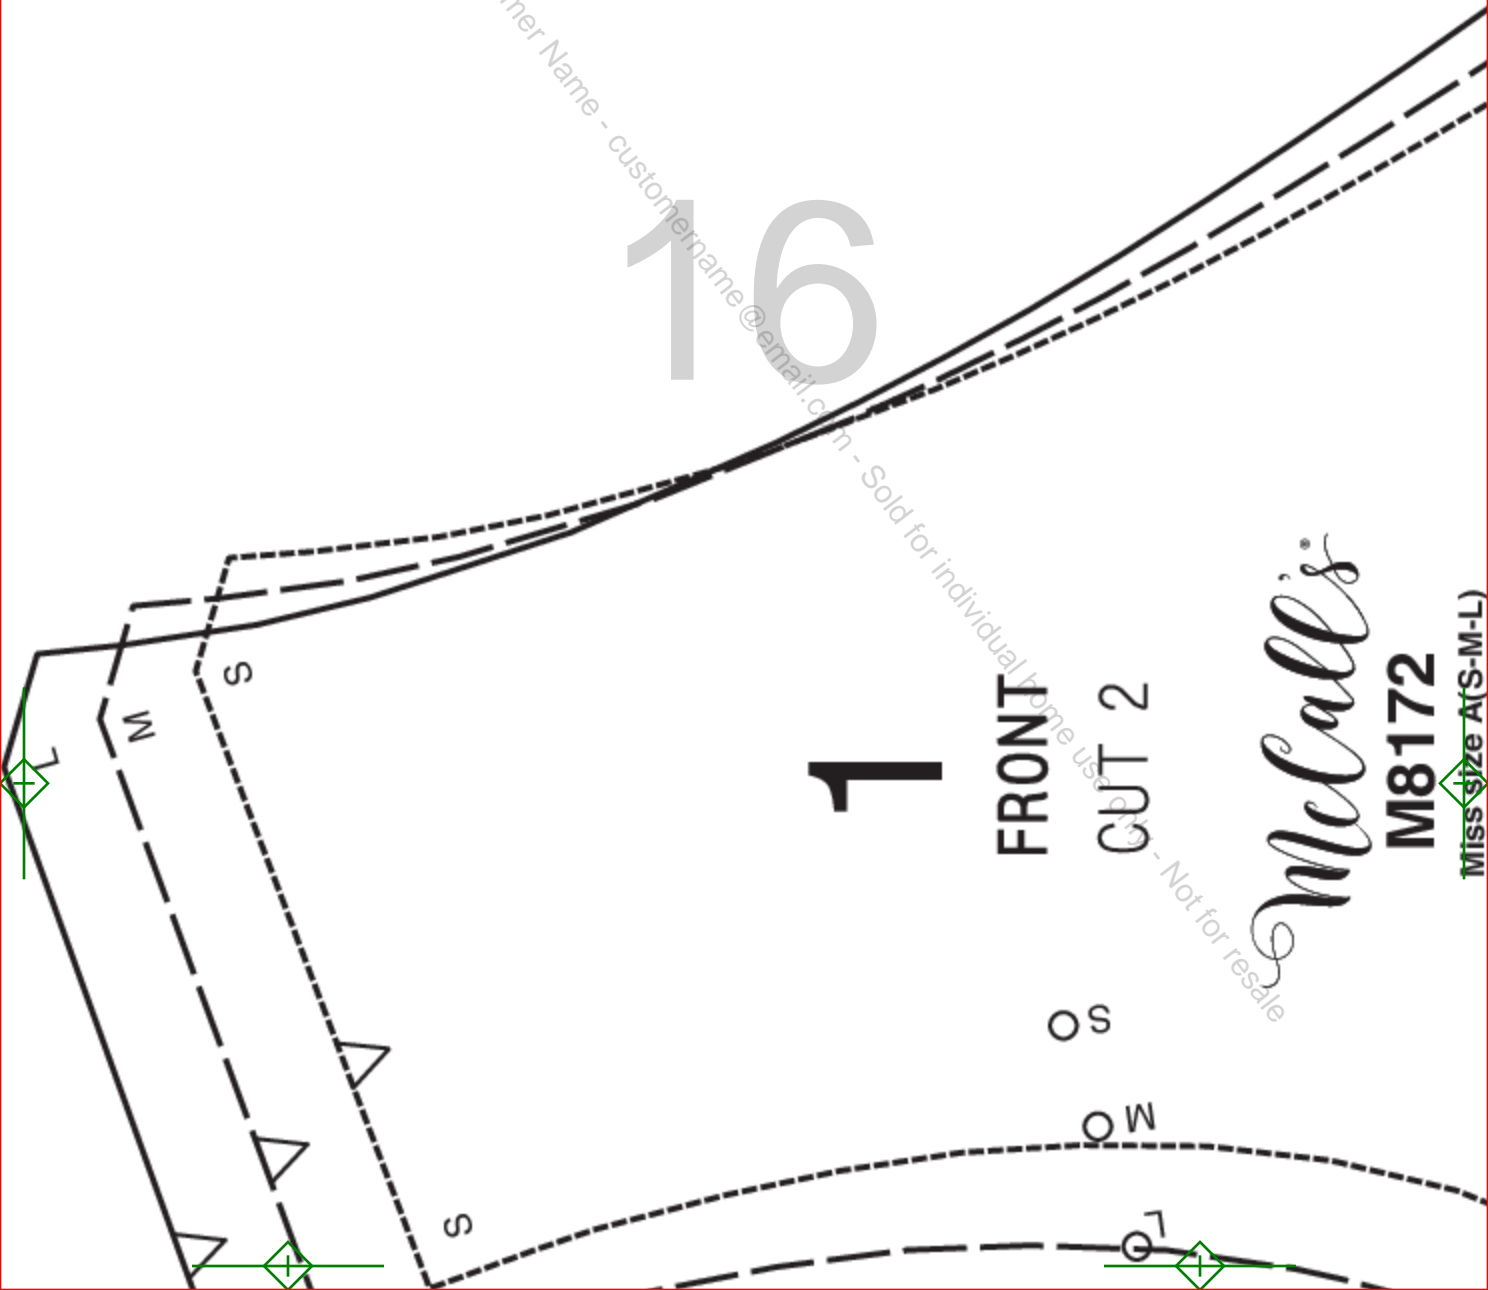 mer Name - customername@email.com - Sold for individual home use only - Not for resale
16
S
M
L
1
FRONT
CUT 2
McCall's®
M8172
Miss size A(S-M-L)
S
M
L
S